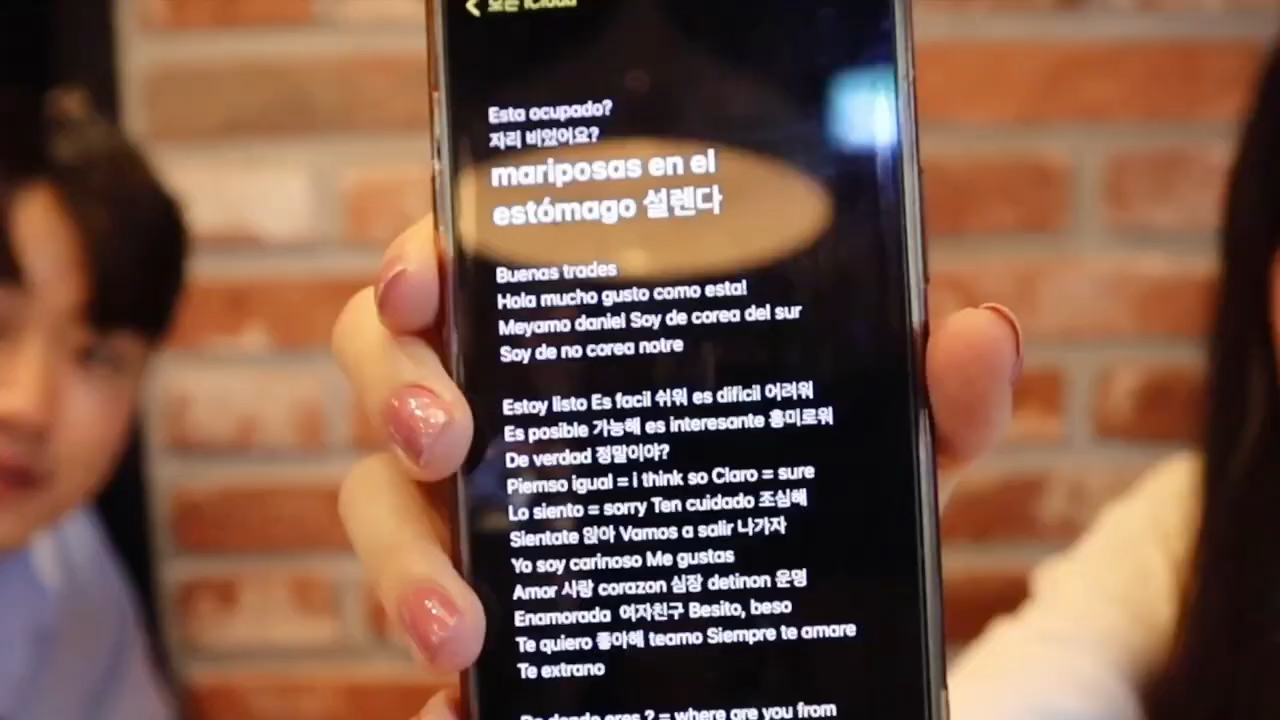 모든 iCloud
Esta ocupado?
자리 비었어요?
mariposas en el
estómago 설렌다
Buenas trades
Hola mucho gusto como esta!
Meyamo daniel Soy de corea del sur
Soy de no corea notre
Estoy listo Es facil 쉬워 es dificil 어려워
Es posible 가능해 es interesante 흥미로워
De verdad 정말이야?
Piemso igual = i think so Claro = sure
Lo siento = sorry Ten cuidado 조심해
Sientate 앉아 Vamos a salir 나가자
Yo soy carinoso Me gustas
Amor 사랑 corazon 심장 detinon 운명
Enamorada 여자친구 Besito, beso
Te quiero 좋아해 teamo Siempre te amare
Te extrano
De donde eres ? = where are you from